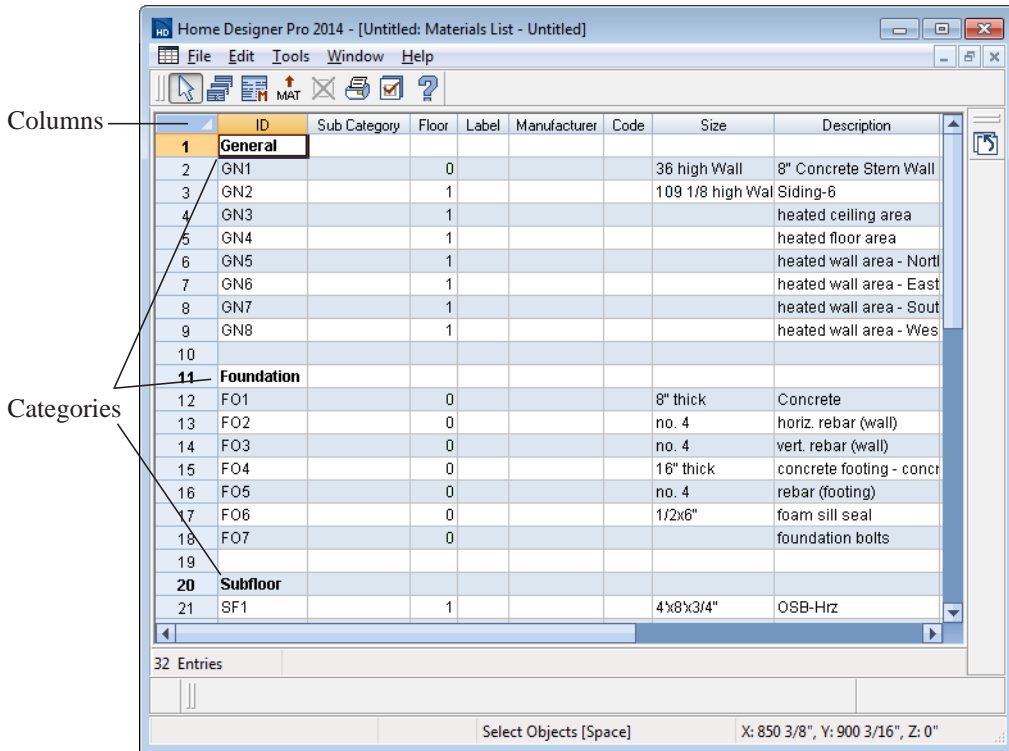 HD Home Designer Pro 2014 - [Untitled: Materials List - Untitled]
File Edit Tools Window Help
M MAT ?
Columns
ID Sub Category Floor Label Manufacturer Code Size Description
1 General
2 GN1 0 36 high Wall 8" Concrete Stem Wall
3 GN2 1 109 1/8 high Wal Siding-6
4 GN3 1 heated ceiling area
5 GN4 1 heated floor area
6 GN5 1 heated wall area - Nortl
7 GN6 1 heated wall area - East
8 GN7 1 heated wall area - Sout
9 GN8 1 heated wall area - Wes
10
11 Foundation
Categories
12 FO1 0 8" thick Concrete
13 FO2 0 no. 4 horiz. rebar (wall)
14 FO3 0 no. 4 vert. rebar (wall)
15 FO4 0 16" thick concrete footing - concr
16 FO5 0 no. 4 rebar (footing)
17 FO6 0 1/2x6" foam sill seal
18 FO7 0 foundation bolts
19
20 Subfloor
21 SF1 1 4'x8'x3/4" OSB-Hrz
32 Entries
Select Objects [Space] X: 850 3/8", Y: 900 3/16", Z: 0"